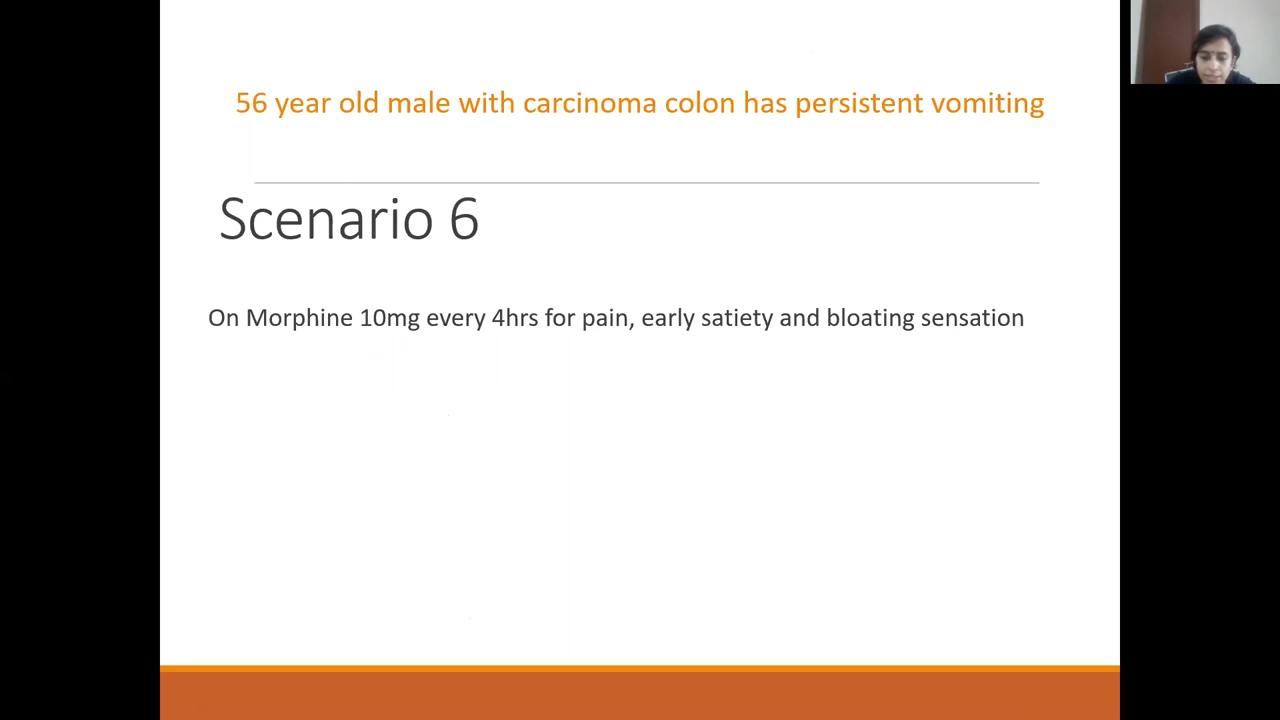 56 year old male with carcinoma colon has persistent vomiting
Scenario 6
On Morphine 10mg every 4hrs for pain, early satiety and bloating sensation